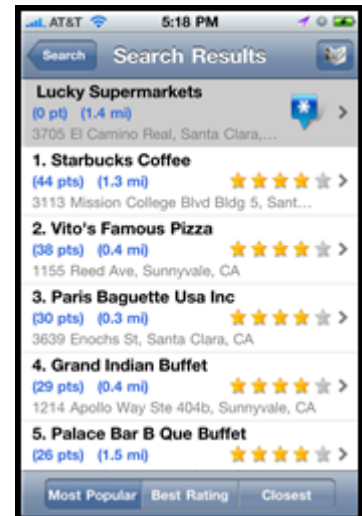 AT&T 5:18 PM
Search Search Results
Lucky Supermarkets
(0 pt) (1.4 mi)
3705 El Camino Real, Santa Clara,...
1. Starbucks Coffee
(44 pts) (1.3 mi)
3113 Mission College Blvd Bldg 5, Sant...
2. Vito's Famous Pizza
(38 pts) (0.4 mi)
1155 Reed Ave, Sunnyvale, CA
3. Paris Baguette Usa Inc
(30 pts) (0.3 mi)
3639 Enochs St, Santa Clara, CA
4. Grand Indian Buffet
(29 pts) (0.4 mi)
1214 Apollo Way Ste 404b, Sunnyvale, CA
5. Palace Bar B Que Buffet
(26 pts) (1.5 mi)
Most Popular Best Rating Closest